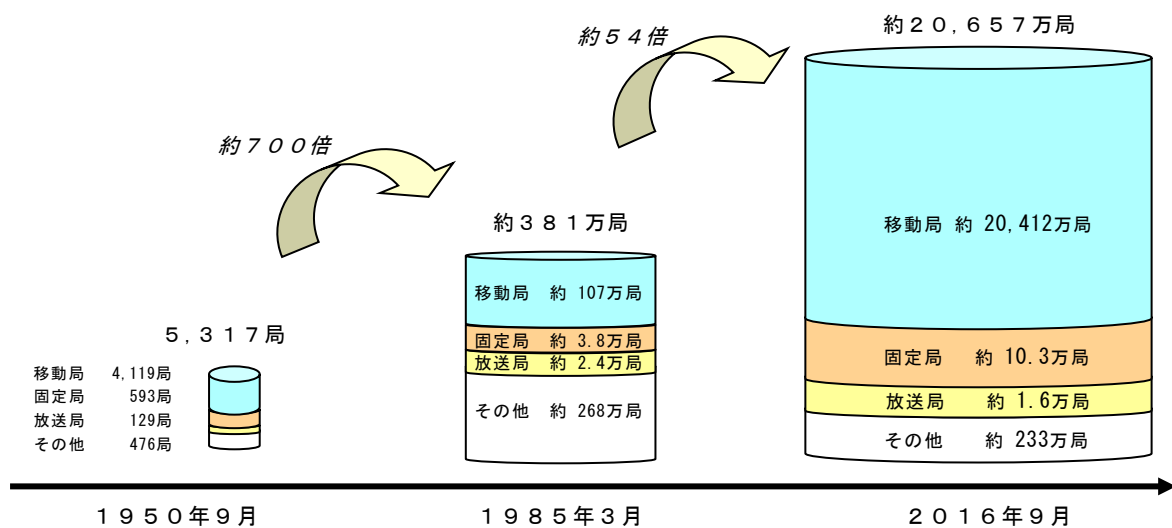 約２０,６５７万局
約５４倍
約７００倍
約３８１万局
移動局 約 20,412万局
移動局 約 107万局
５,３１７局
固定局 約 3.8万局
固定局 約 10.3万局
放送局 約 2.4万局
移動局 4,119局
固定局 593局
放送局 129局
その他 476局
放送局 約 1.6万局
その他 約 268万局
その他 約 233万局
１９５０年９月
１９８５年３月
２０１６年９月